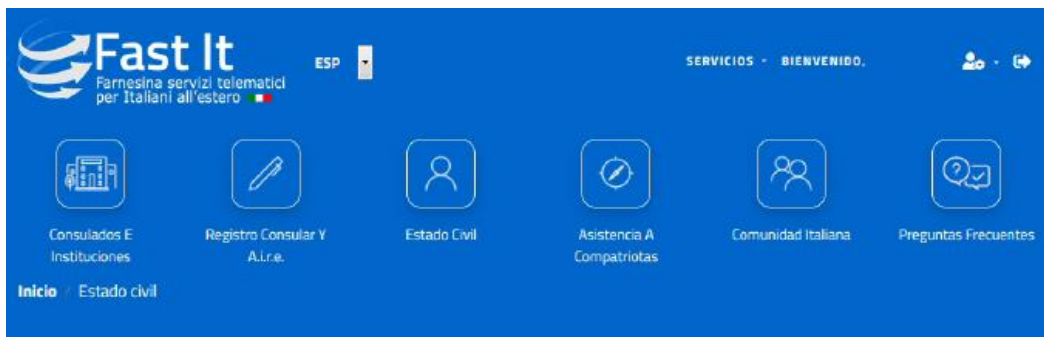 Fast It
Farnesina servizi telematici
per Italiani all'estero
ESP
SERVICIOS - BIENVENIDO,
Consulados E
Instituciones
Registro Consular Y
A.i.r.e.
Estado Civil
Asistencia A
Compatriotas
Comunidad Italiana
Preguntas Frecuentes
Inicio / Estado civil